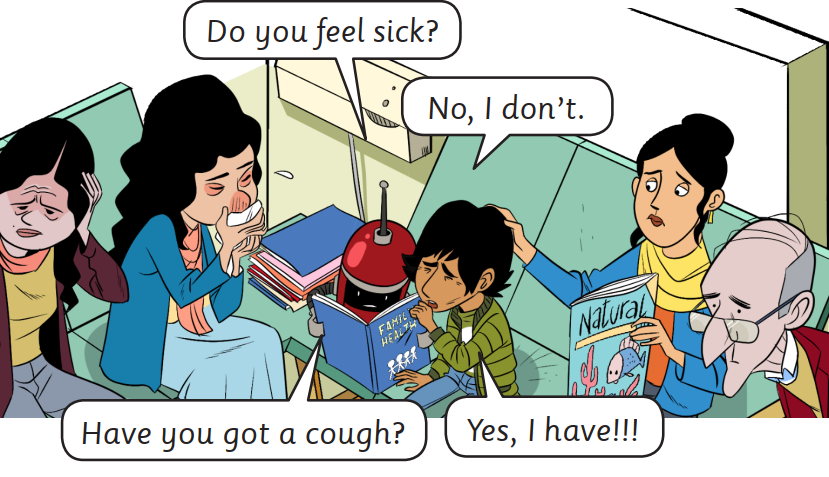 Do you feel sick?
No, I don't.
FAMILY
HEALTH
Natural
Have you got a cough?
Yes, I have!!!